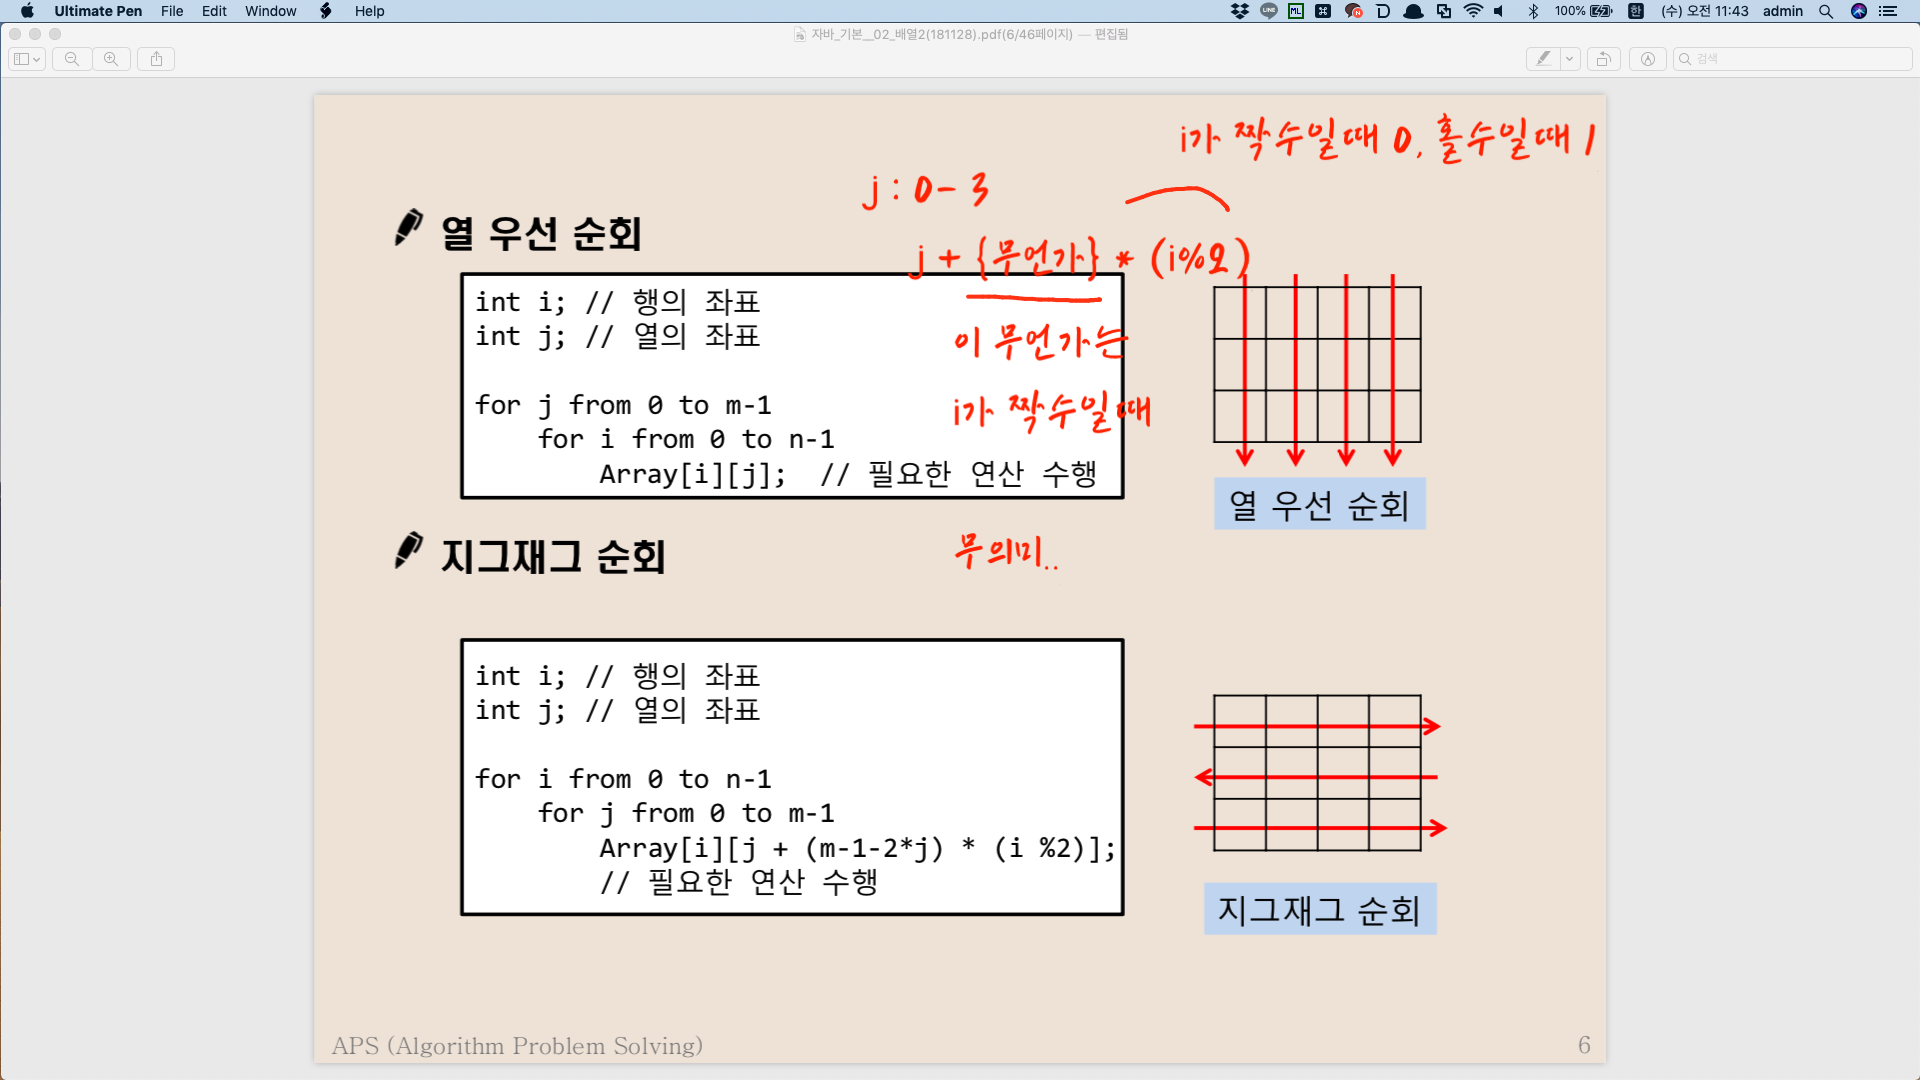 Ultimate Pen File Edit Window Help 100% 한 (수) 오전 11:43 admin
자바_기본__02_배열2(181128).pdf(6/46페이지) — 편집됨
검색
i가 짝수일때 0, 홀수일때 1
j : 0 - 3
열 우선 순회
j + {무언가} * (i%2)
int i; // 행의 좌표
int j; // 열의 좌표
이 무언가는
for j from 0 to m-1
i가 짝수일때
for i from 0 to n-1
Array[i][j]; // 필요한 연산 수행
열 우선 순회
지그재그 순회
무의미..
int i; // 행의 좌표
int j; // 열의 좌표
for i from 0 to n-1
for j from 0 to m-1
Array[i][j + (m-1-2*j) * (i %2)];
// 필요한 연산 수행
지그재그 순회
APS (Algorithm Problem Solving)
6